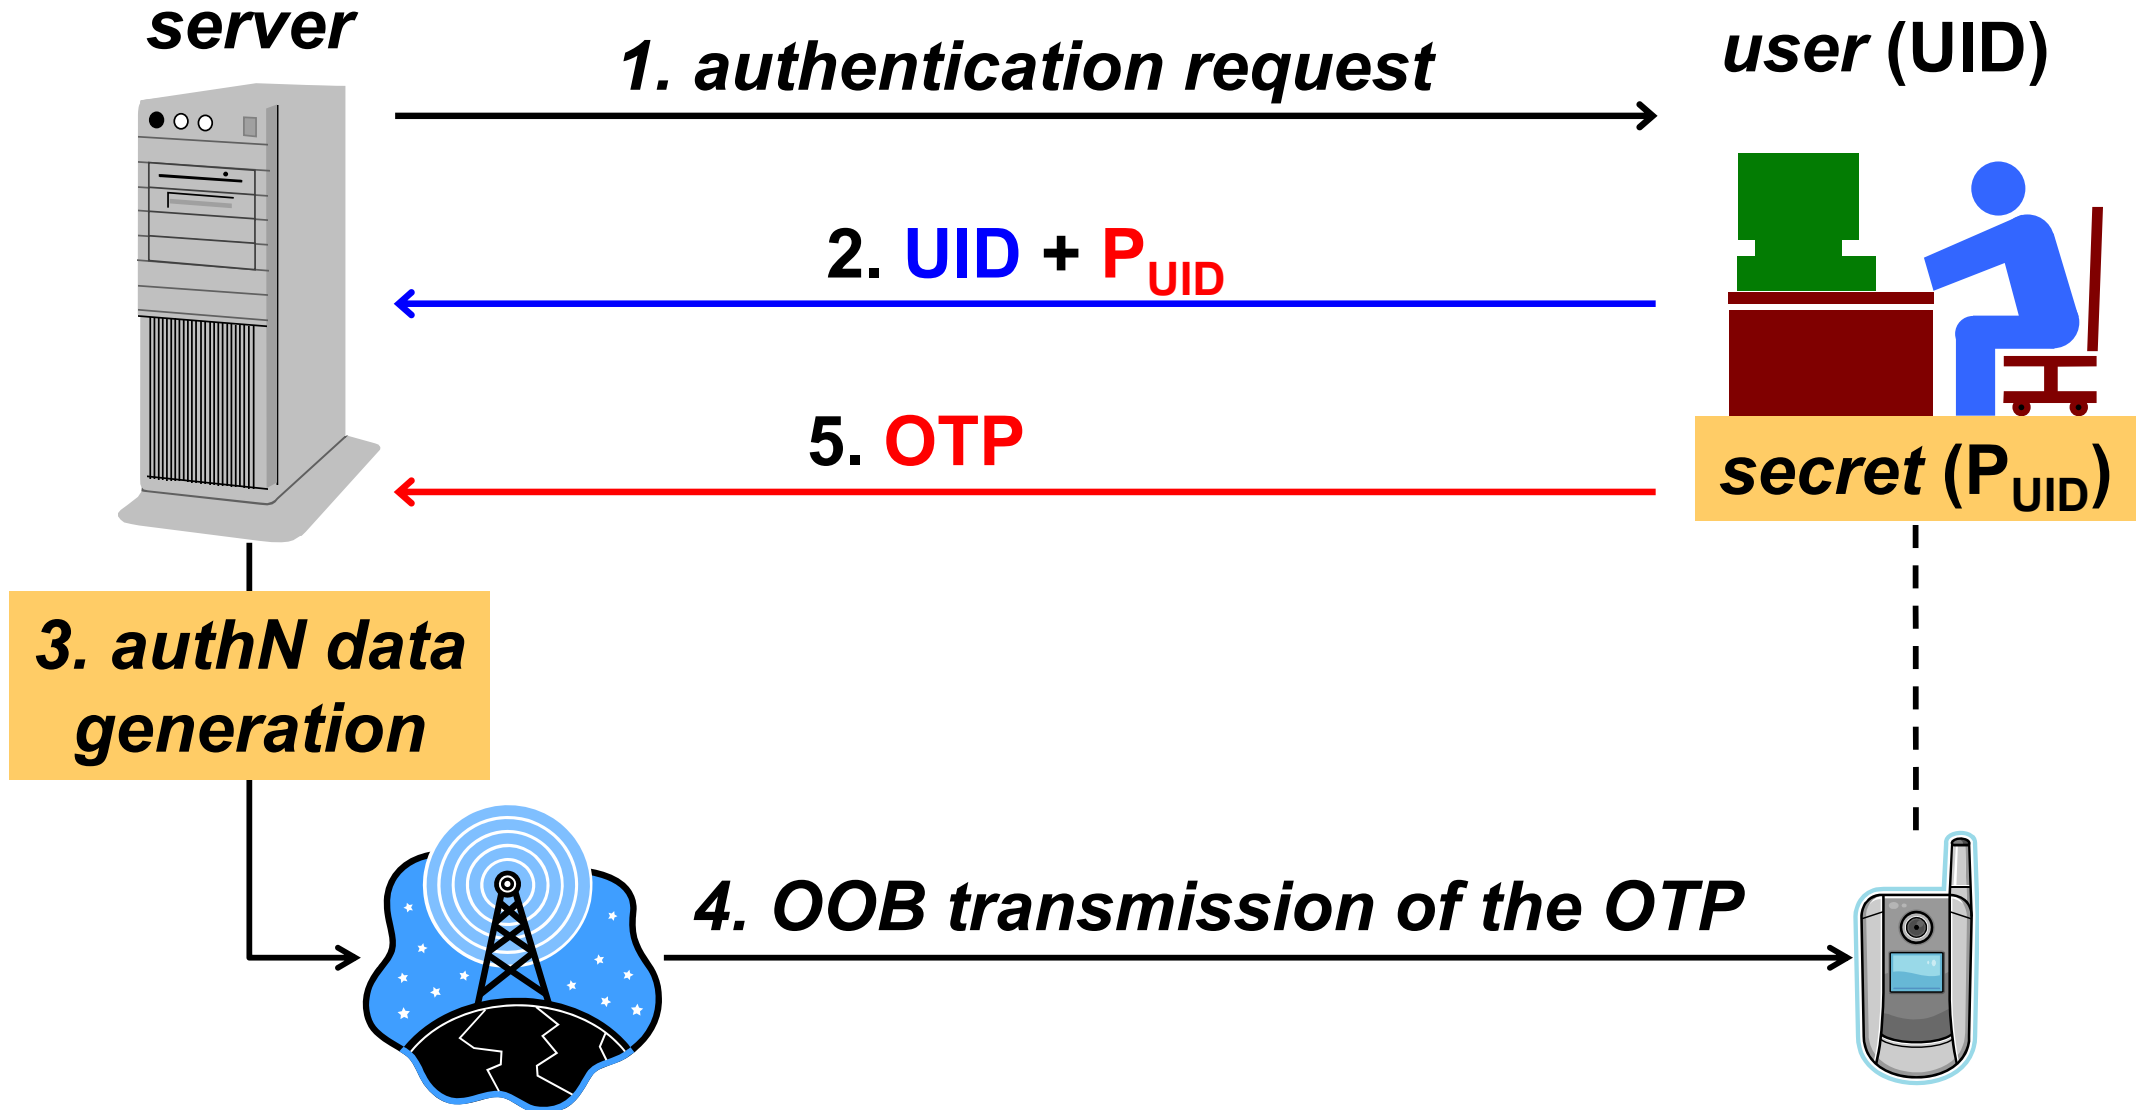 server
1. authentication request
user (UID)
2. UID + PUID
5. OTP
secret (PUID)
3. authN data
generation
4. OOB transmission of the OTP